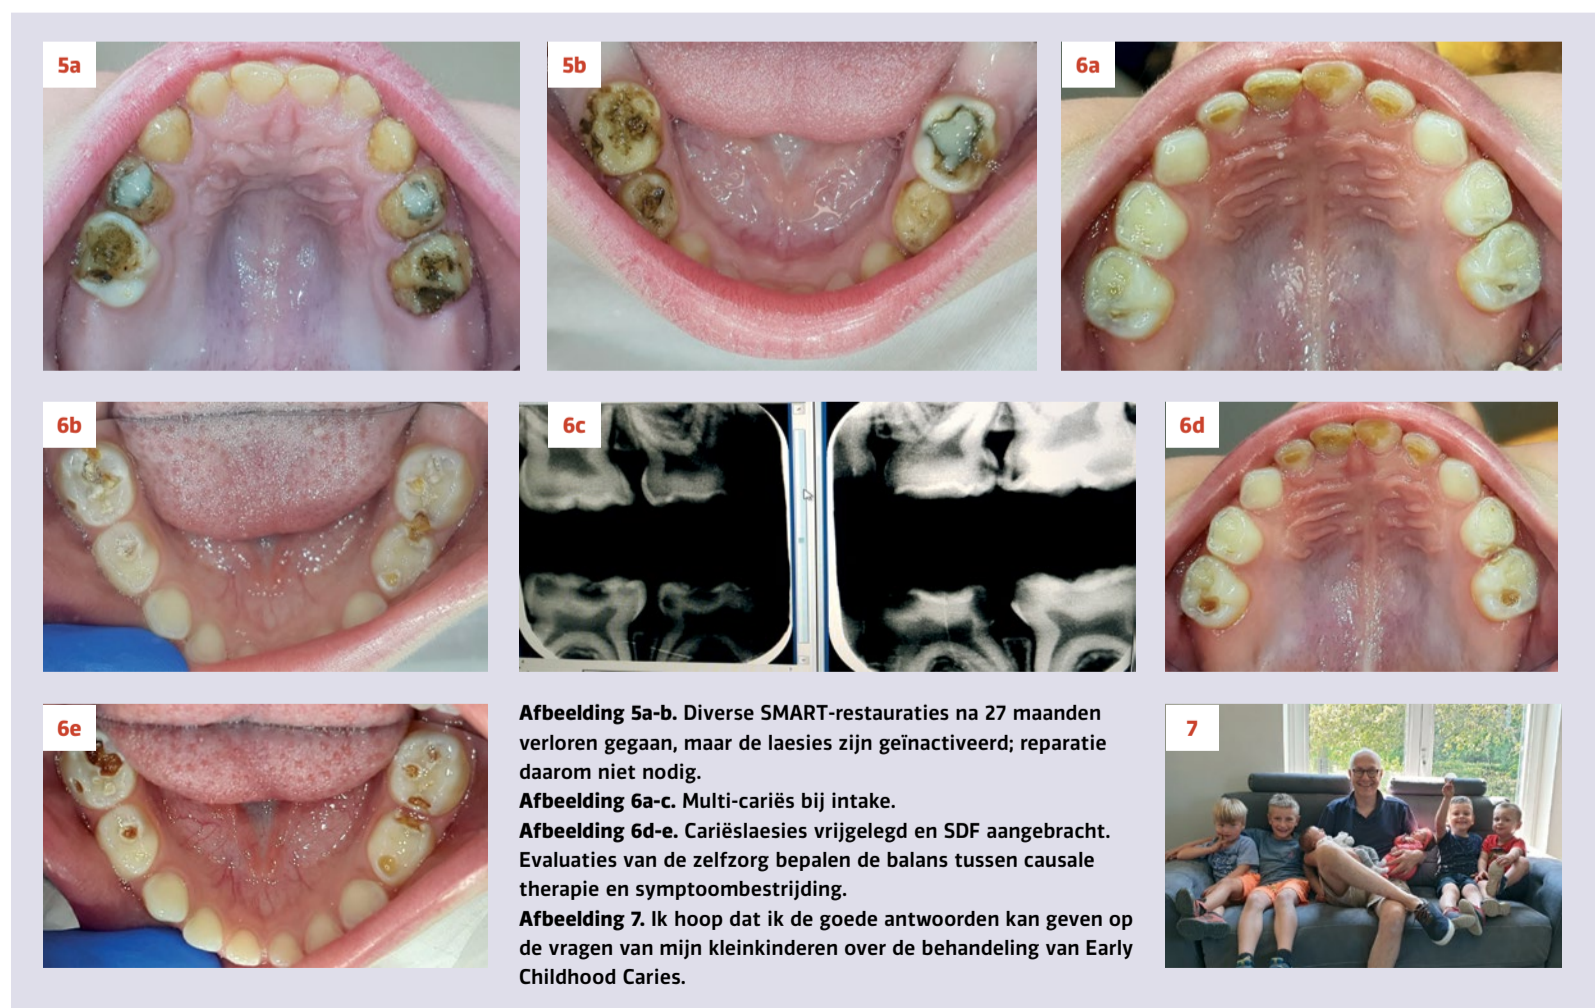 5a
5b
6a
6b
6c
6d
6e
Afbeelding 5a-b. Diverse SMART-restauraties na 27 maanden
verloren gegaan, maar de laesies zijn geïnactiveerd; reparatie
daarom niet nodig.
Afbeelding 6a-c. Multi-cariës bij intake.
Afbeelding 6d-e. Cariëslaesies vrijgelegd en SDF aangebracht.
Evaluaties van de zelfzorg bepalen de balans tussen causale
therapie en symptoombestrijding.
Afbeelding 7. Ik hoop dat ik de goede antwoorden kan geven op
de vragen van mijn kleinkinderen over de behandeling van Early
Childhood Caries.
7